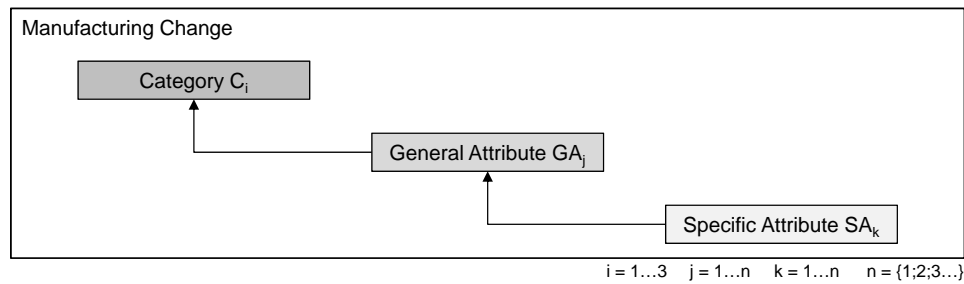 Manufacturing Change
Category Cᵢ
General Attribute GAⱼ
Specific Attribute SAₖ
i = 1…3 j = 1…n k = 1…n n = {1;2;3…}